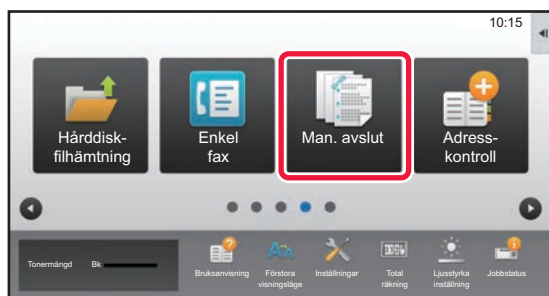 10:15
Hårddisk-
filhämtning
Enkel
fax
Man. avslut
Adress-
kontroll
Tonermängd Bk
Bruksanvisning
Förstora
visningsläge
Inställningar
Total
räkning
Ljusstyrka
inställning
Jobbstatus